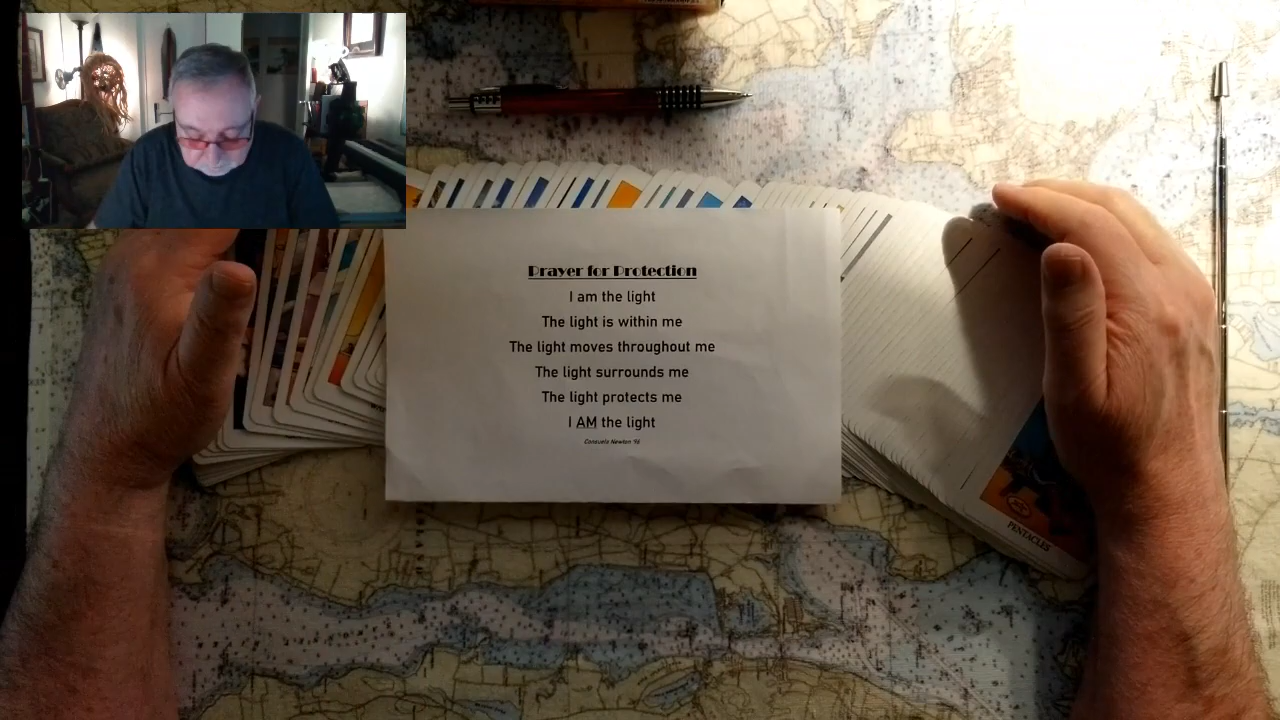 Prayer for Protection
I am the light
The light is within me
The light moves throughout me
The light surrounds me
The light protects me
I AM the light
Consuelo Newton '96
PENTACLES